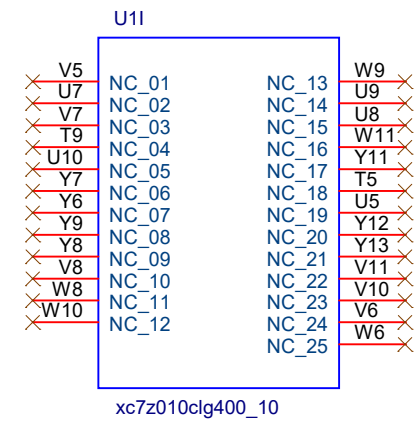 U1I
V5 NC_01 NC_13 W9
U7 NC_02 NC_14 U9
V7 NC_03 NC_15 U8
T9 NC_04 NC_16 W11
U10 NC_05 NC_17 Y11
Y7 NC_06 NC_18 T5
Y6 NC_07 NC_19 U5
Y9 NC_08 NC_20 Y12
Y8 NC_09 NC_21 Y13
V8 NC_10 NC_22 V11
W8 NC_11 NC_23 V10
W10 NC_12 NC_24 V6
NC_25 W6
xc7z010clg400_10